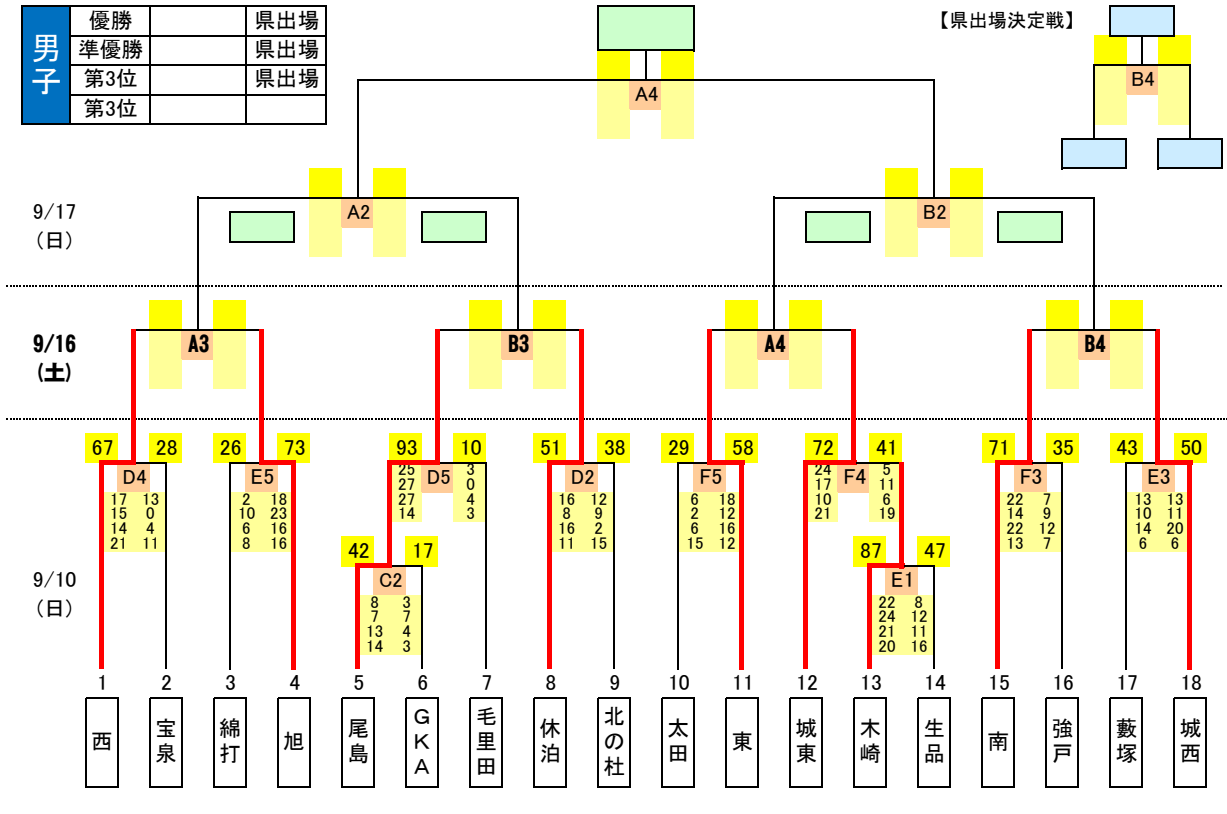 男子
優勝 県出場
準優勝 県出場
第3位 県出場
第3位
【県出場決定戦】
B4
A4
9/17
(日)
A2
B2
9/16
(土)
A3
B3
A4
B4
67 28 26 73 93 10 51 38 29 58 72 41 71 35 43 50
D4
17 13
15 0
14 4
21 11
E5
2 18
10 23
6 16
8 16
D5
25 3
27 0
27 4
14 3
D2
16 12
8 9
16 2
11 15
F5
6 18
2 12
6 16
15 12
F4
24 5
17 11
10 6
21 19
F3
22 7
14 9
22 12
13 7
E3
13 13
10 11
14 20
6 6
9/10
(日)
42 17
C2
8 3
7 7
13 4
14 3
87 47
E1
22 8
24 12
21 11
20 16
1 2 3 4 5 6 7 8 9 10 11 12 13 14 15 16 17 18
西
宝泉
綿打
旭
尾島
GKA
毛里田
休泊
北の杜
太田
東
城東
木崎
生品
南
強戸
藪塚
城西